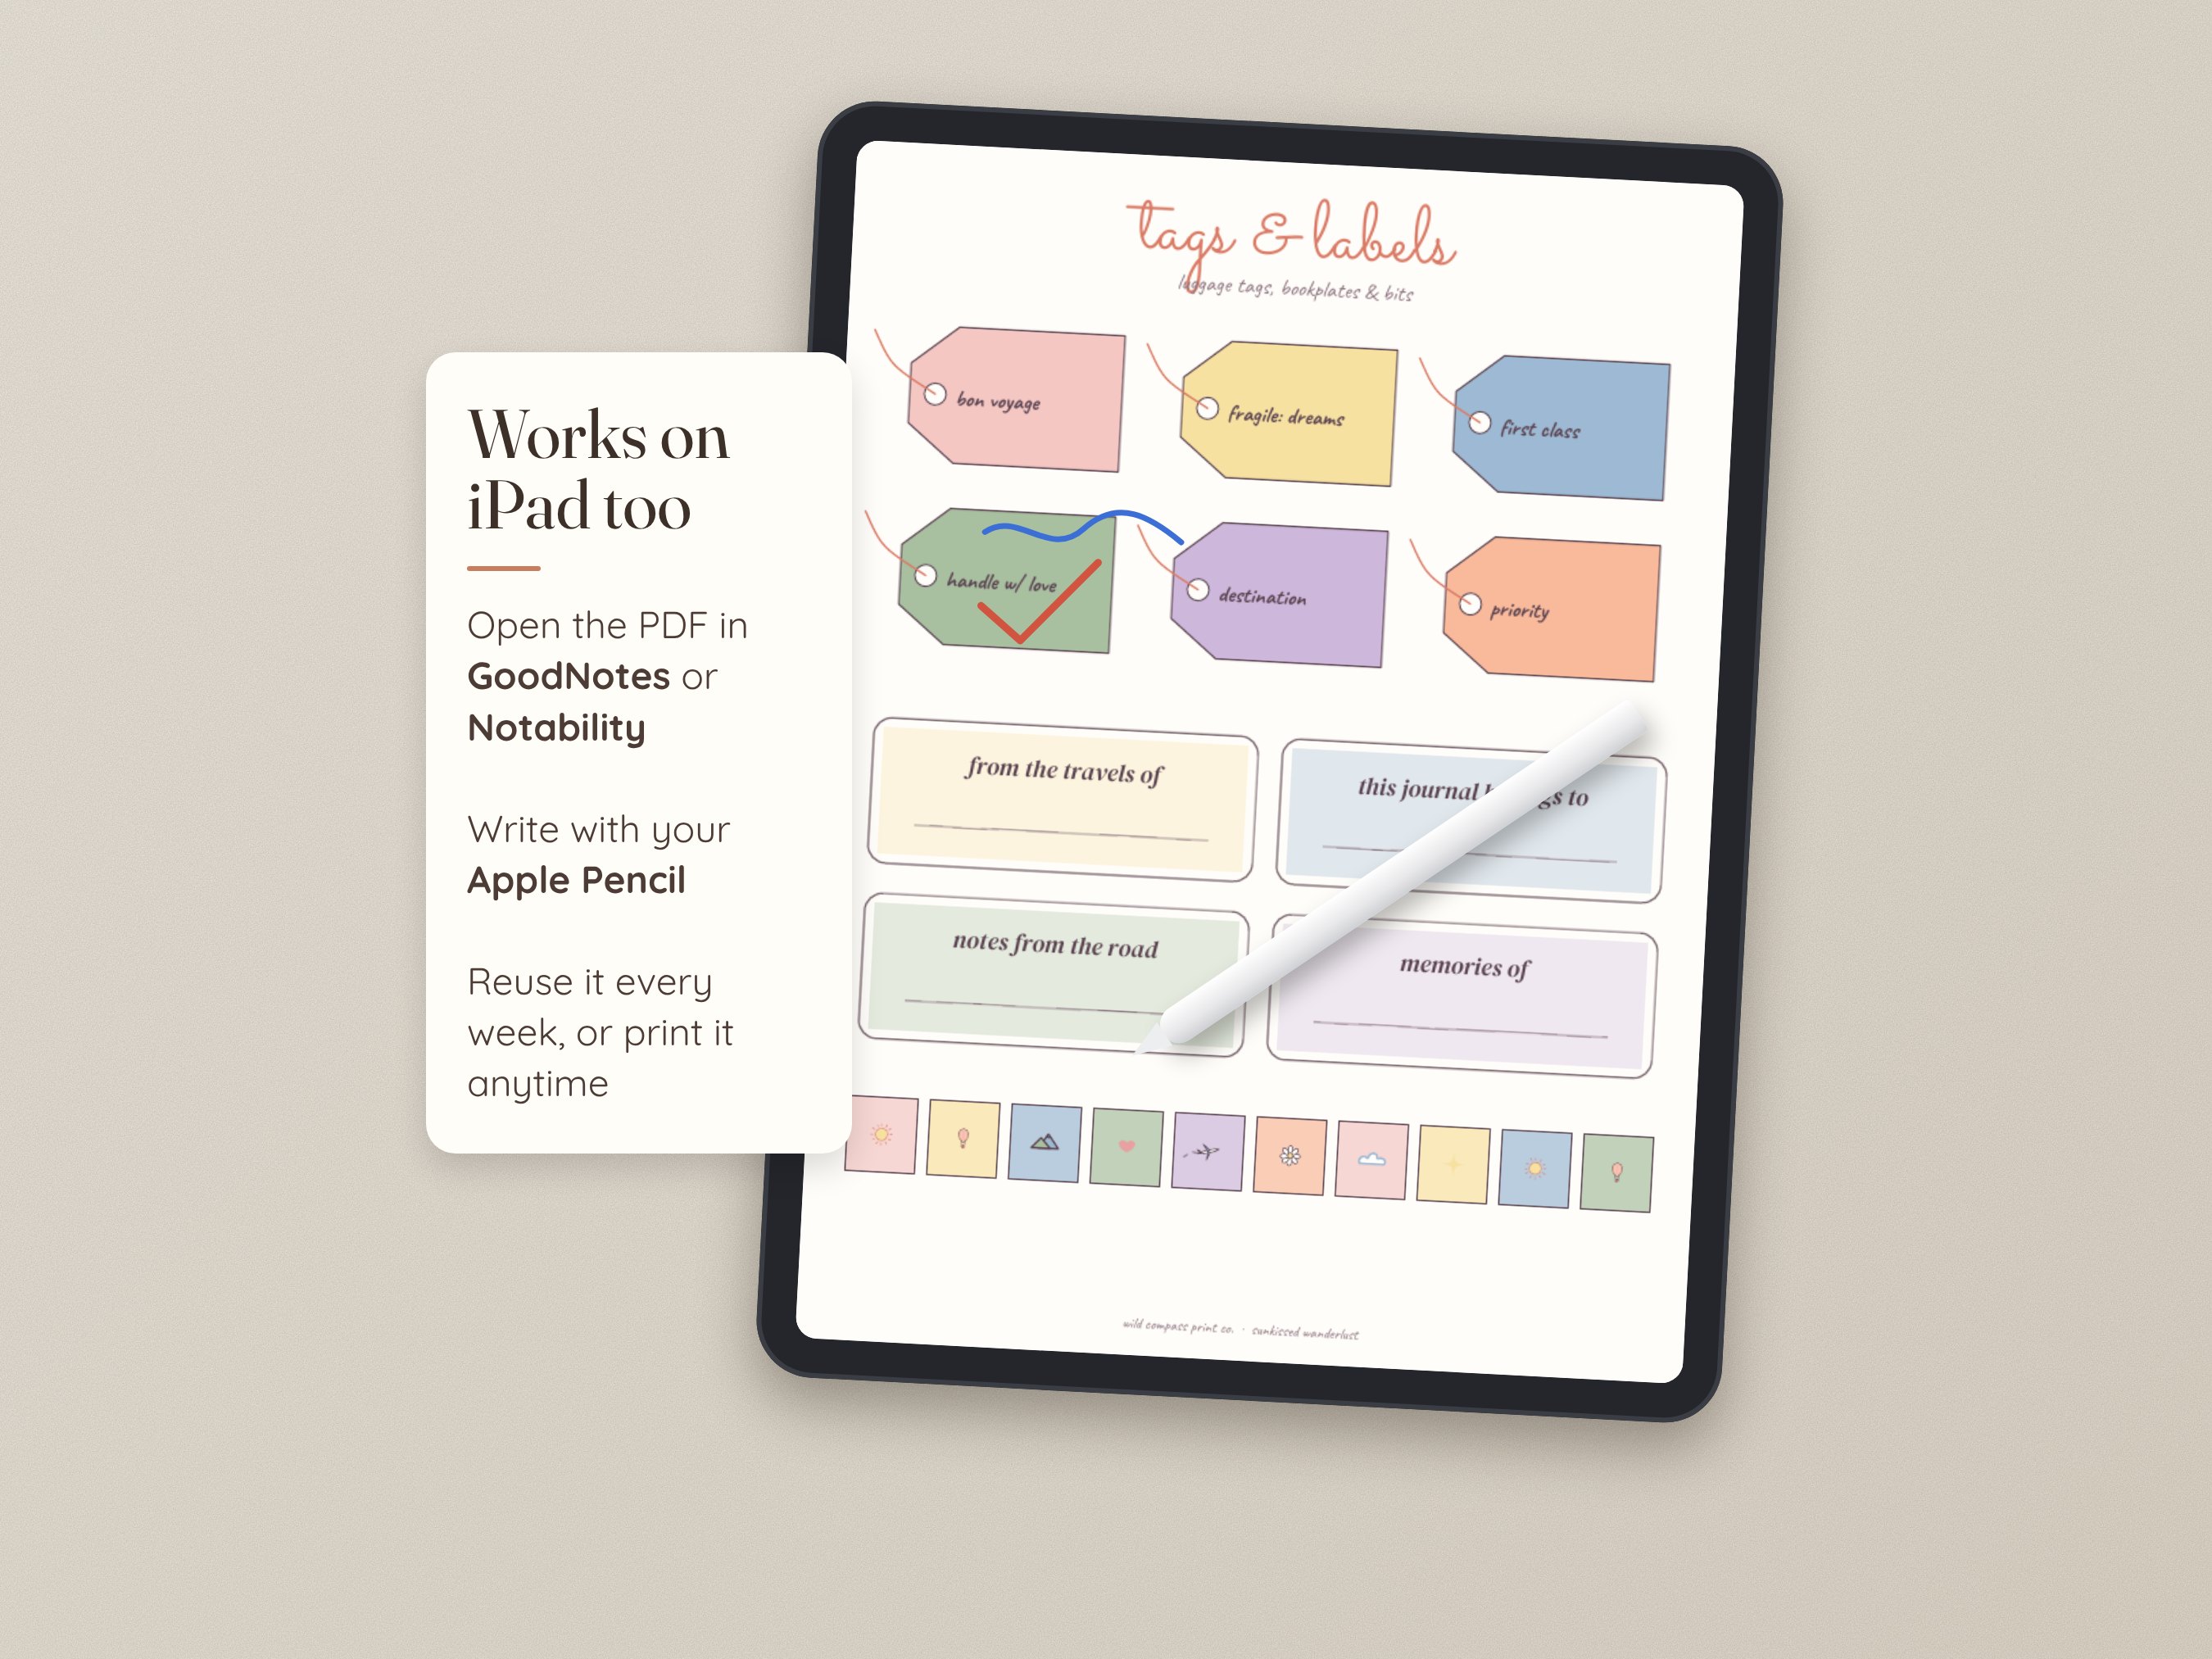 Works on
iPad too
Open the PDF in
GoodNotes or
Notability
Write with your
Apple Pencil
Reuse it every
week, or print it
anytime
tags & labels
luggage tags, bookplates & bits
bon voyage
fragile: dreams
first class
handle w/ love
destination
priority
from the travels of
this journal gs to
notes from the road
memories of
wild compass print co. · sunkissed wanderlust